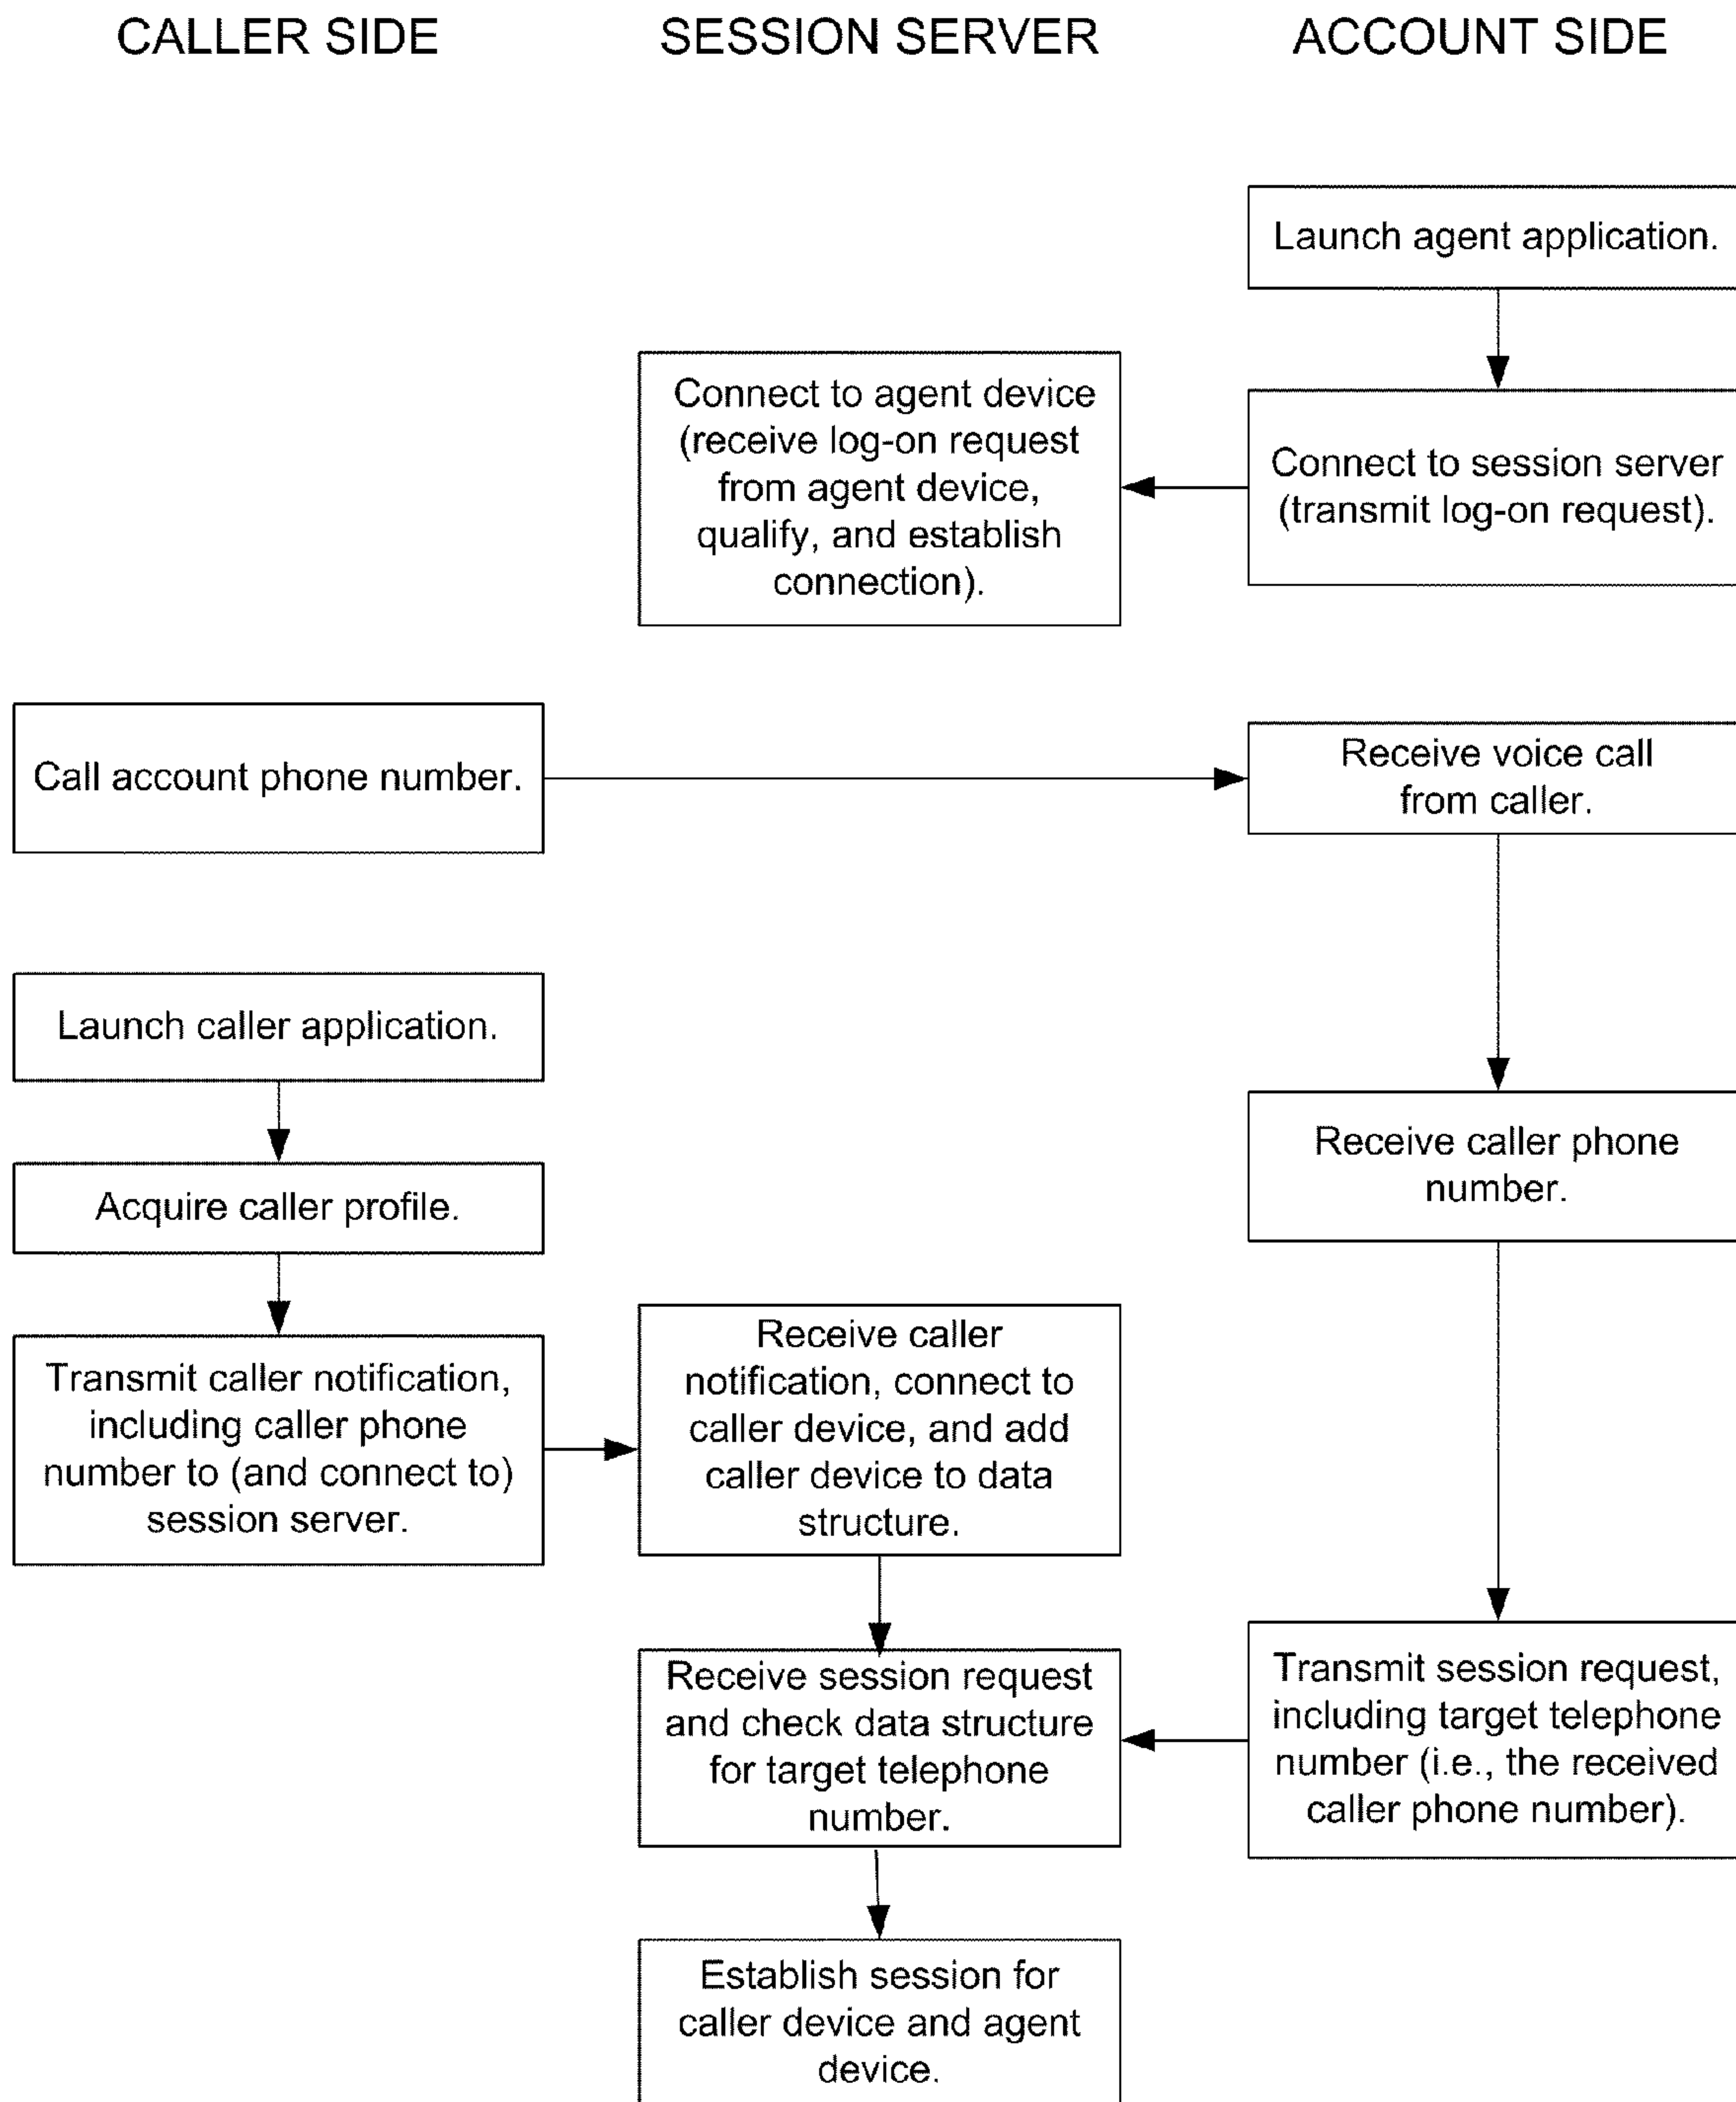 CALLER SIDE
SESSION SERVER
ACCOUNT SIDE
Launch agent application.
Connect to agent device
(receive log-on request
from agent device,
qualify, and establish
connection).
Connect to session server
(transmit log-on request).
Call account phone number.
Receive voice call
from caller.
Launch caller application.
Acquire caller profile.
Receive caller phone
number.
Transmit caller notification,
including caller phone
number to (and connect to)
session server.
Receive caller
notification, connect to
caller device, and add
caller device to data
structure.
Receive session request
and check data structure
for target telephone
number.
Transmit session request,
including target telephone
number (i.e., the received
caller phone number).
Establish session for
caller device and agent
device.